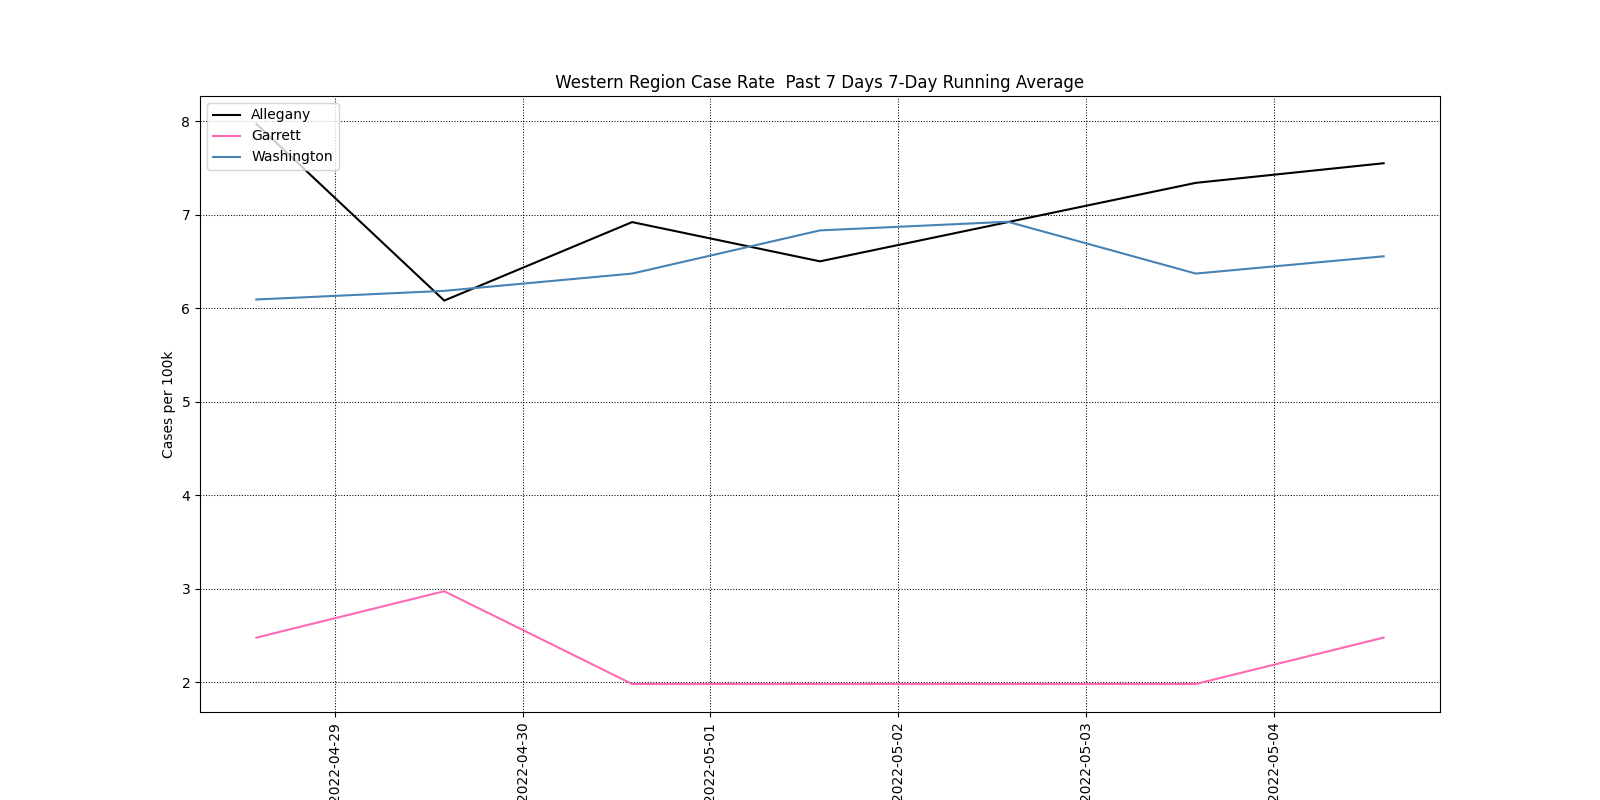 Western Region Case Rate  Past 7 Days 7-Day Running Average
Allegany
Garrett
Washington
Cases per 100k
8
7
6
5
4
3
2
2022-04-29
2022-04-30
2022-05-01
2022-05-02
2022-05-03
2022-05-04